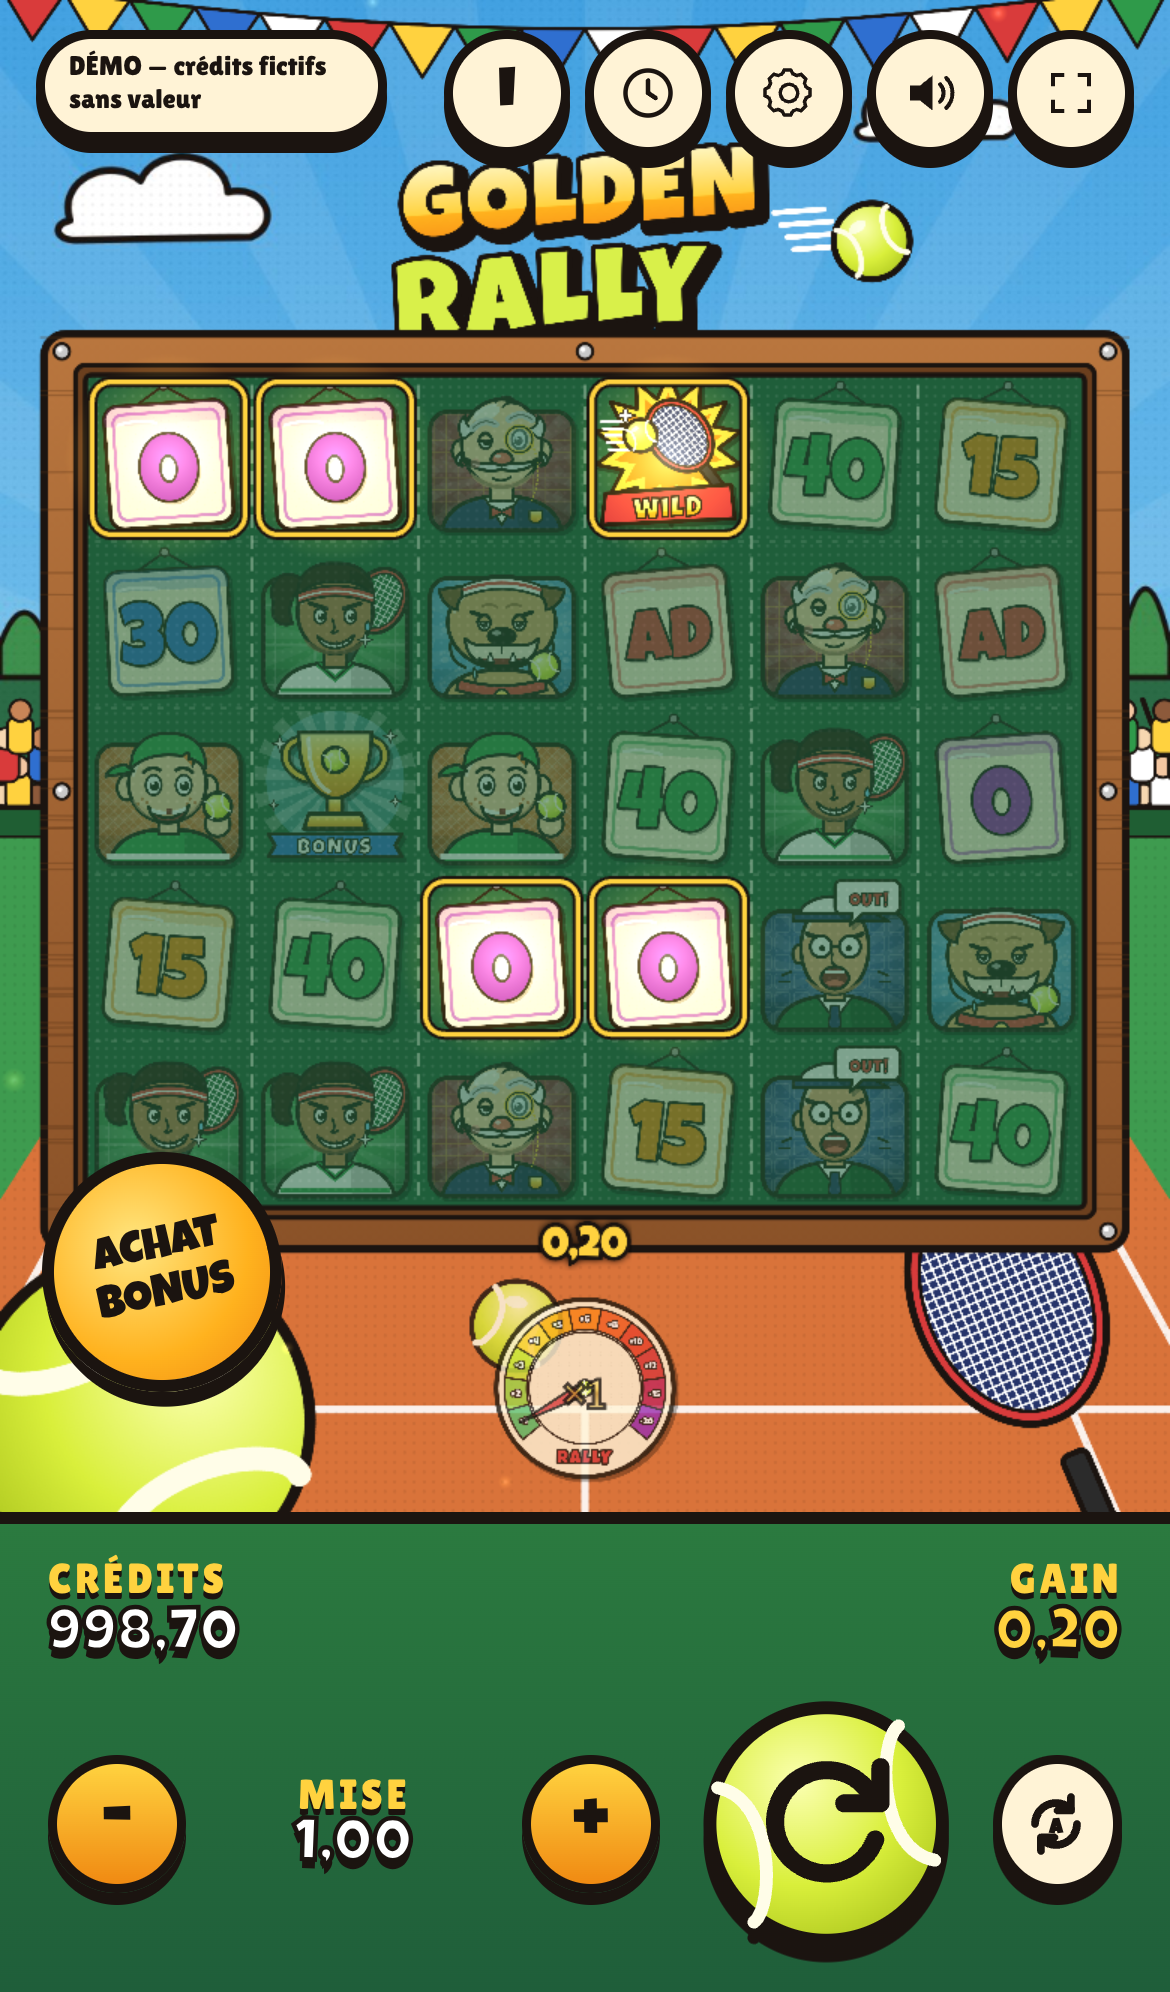 DÉMO – crédits fictifs
sans valeur
GOLDEN
RALLY
0 0 WILD 40 15
30 AD AD
BONUS 40 0
15 40 0 0 OUT!
15 OUT! 40
ACHAT
BONUS
0,20
×1
RALLY
CRÉDITS
998,70
GAIN
0,20
MISE
1,00
- +
A